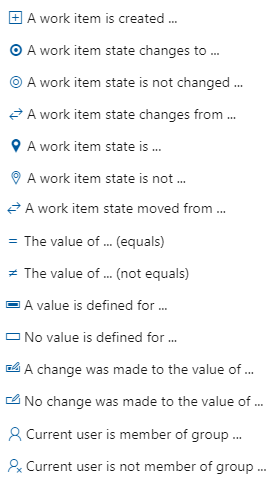 A work item is created ...
A work item state changes to ...
A work item state is not changed ...
A work item state changes from ...
A work item state is ...
A work item state is not ...
A work item state moved from ...
The value of ... (equals)
The value of ... (not equals)
A value is defined for ...
No value is defined for ...
A change was made to the value of ...
No change was made to the value of ...
Current user is member of group ...
Current user is not member of group ...